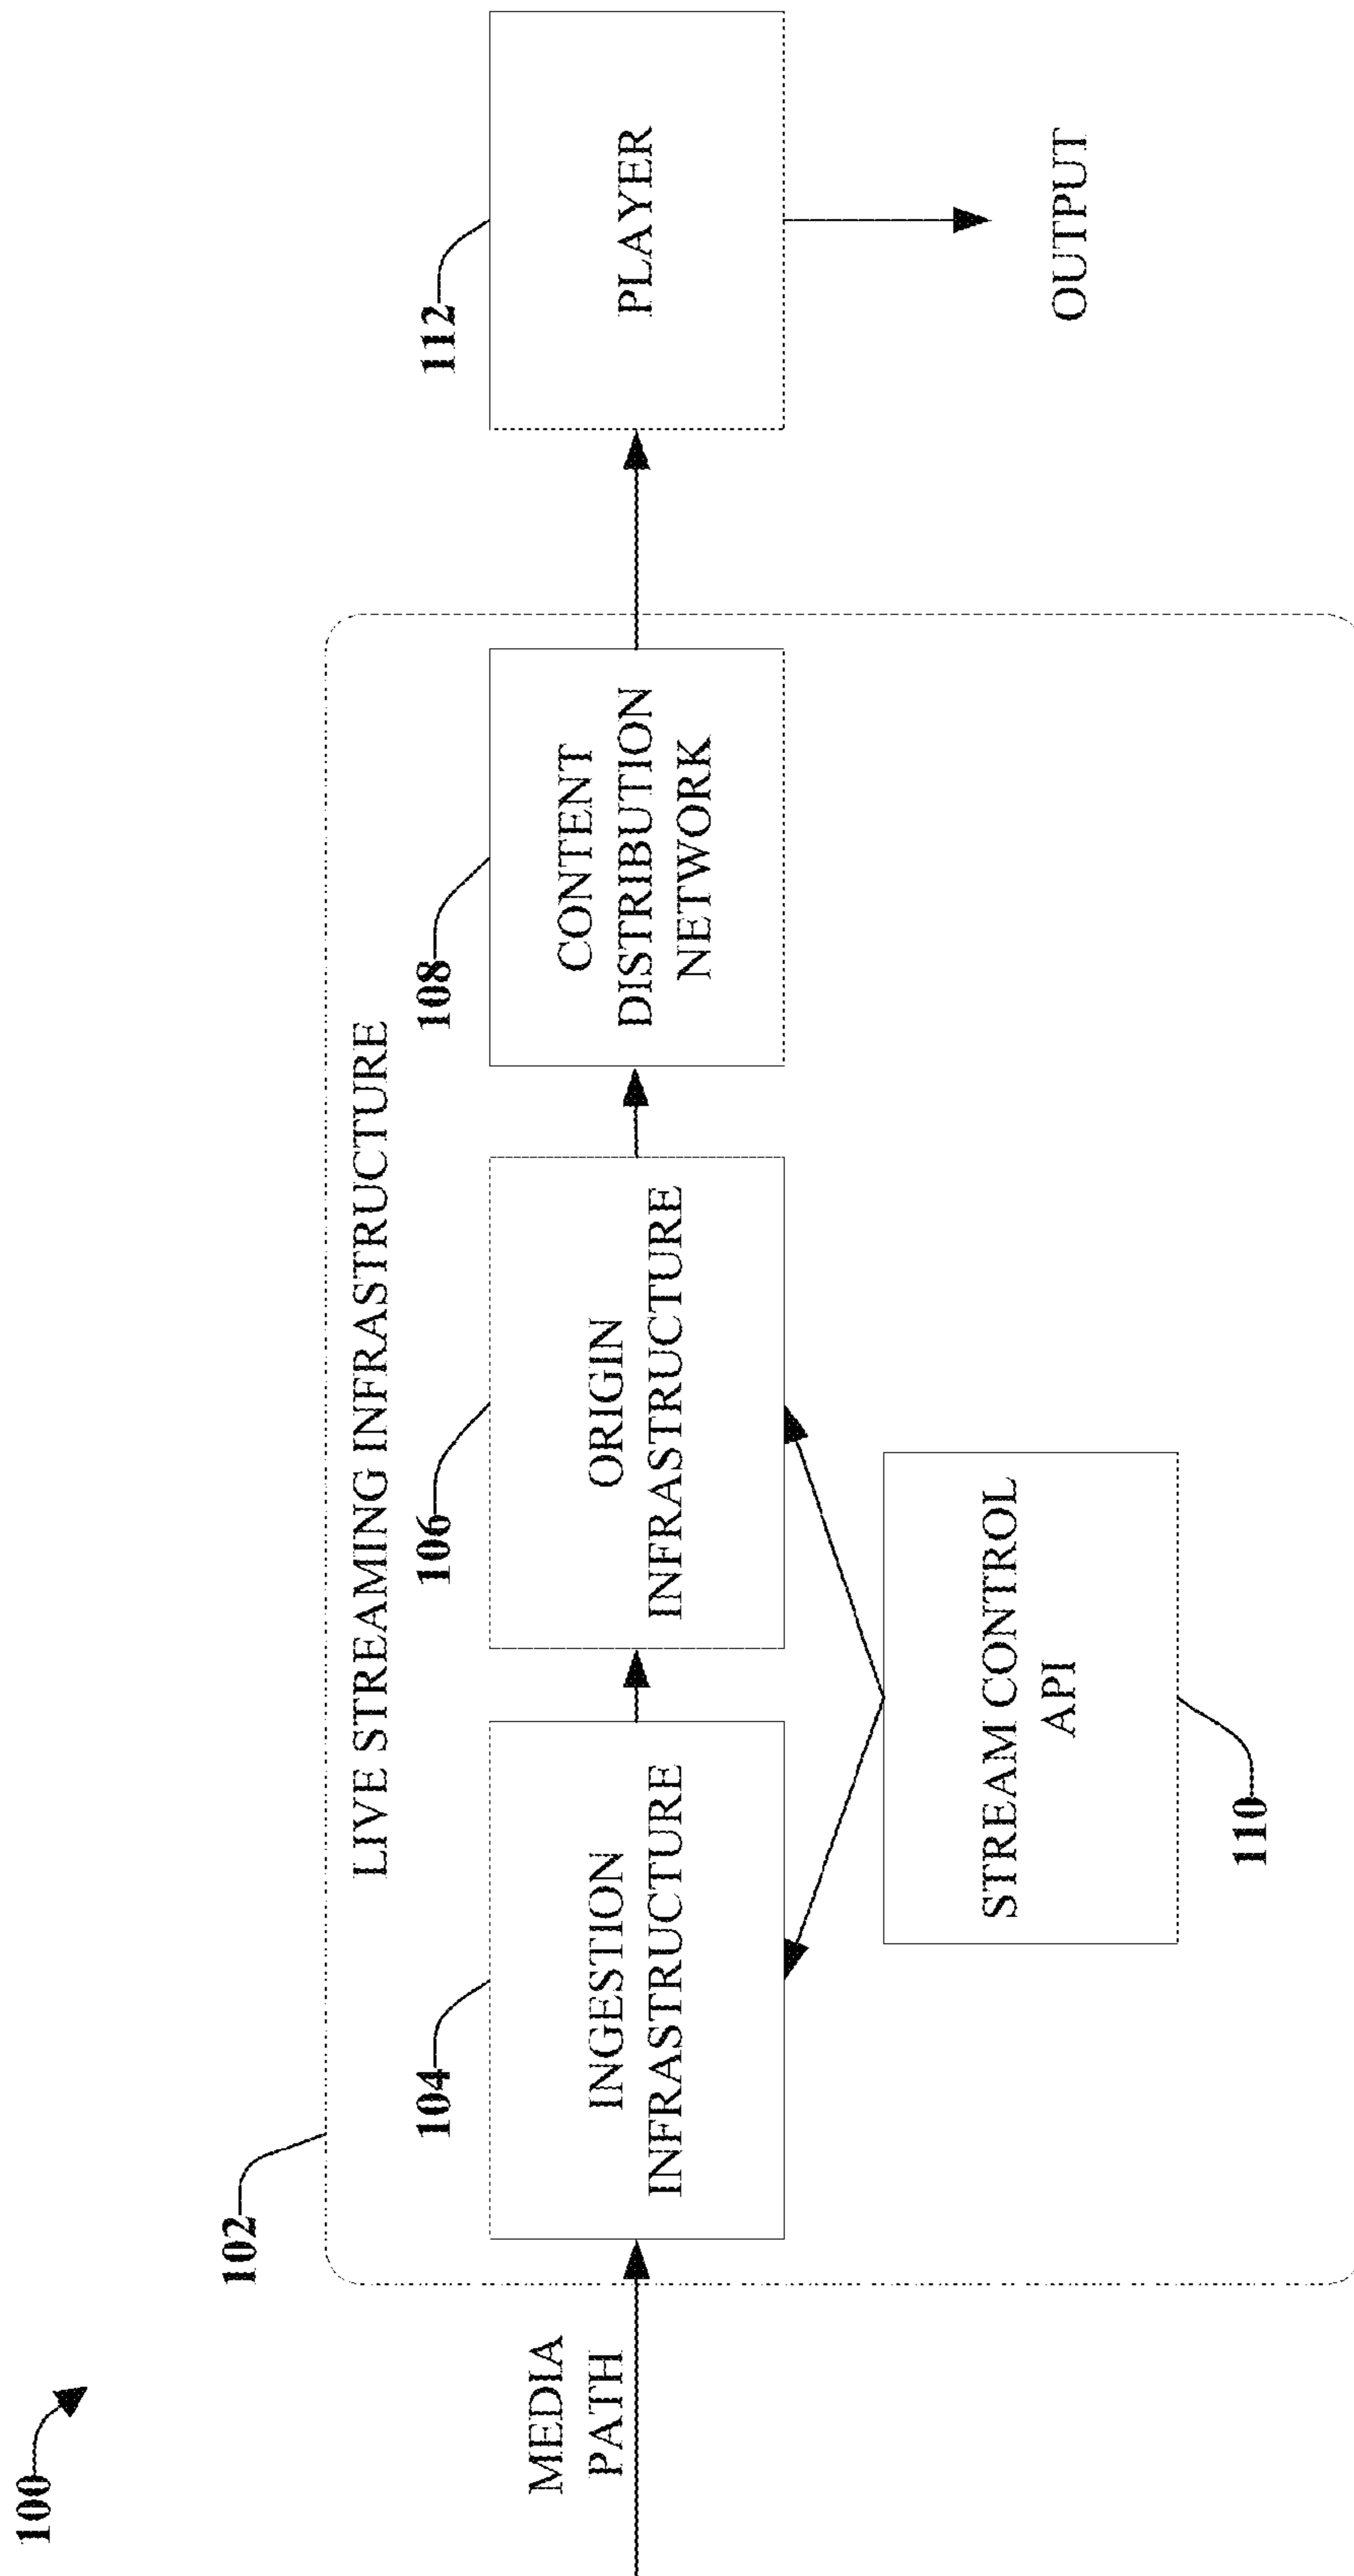 100
102
LIVE STREAMING INFRASTRUCTURE
104
106
108
112
MEDIA
PATH
INGESTION
INFRASTRUCTURE
ORIGIN
INFRASTRUCTURE
CONTENT
DISTRIBUTION
NETWORK
PLAYER
STREAM CONTROL
API
110
OUTPUT